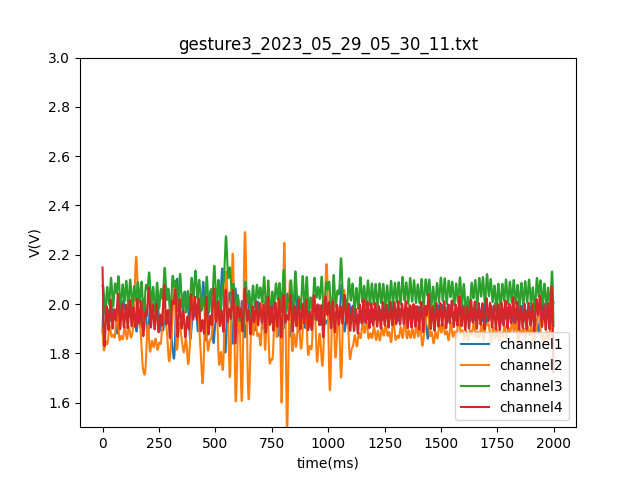 gesture3_2023_05_29_05_30_11.txt
V(V)
3.0
2.8
2.6
2.4
2.2
2.0
1.8
1.6
channel1
channel2
channel3
channel4
0 250 500 750 1000 1250 1500 1750 2000
time(ms)